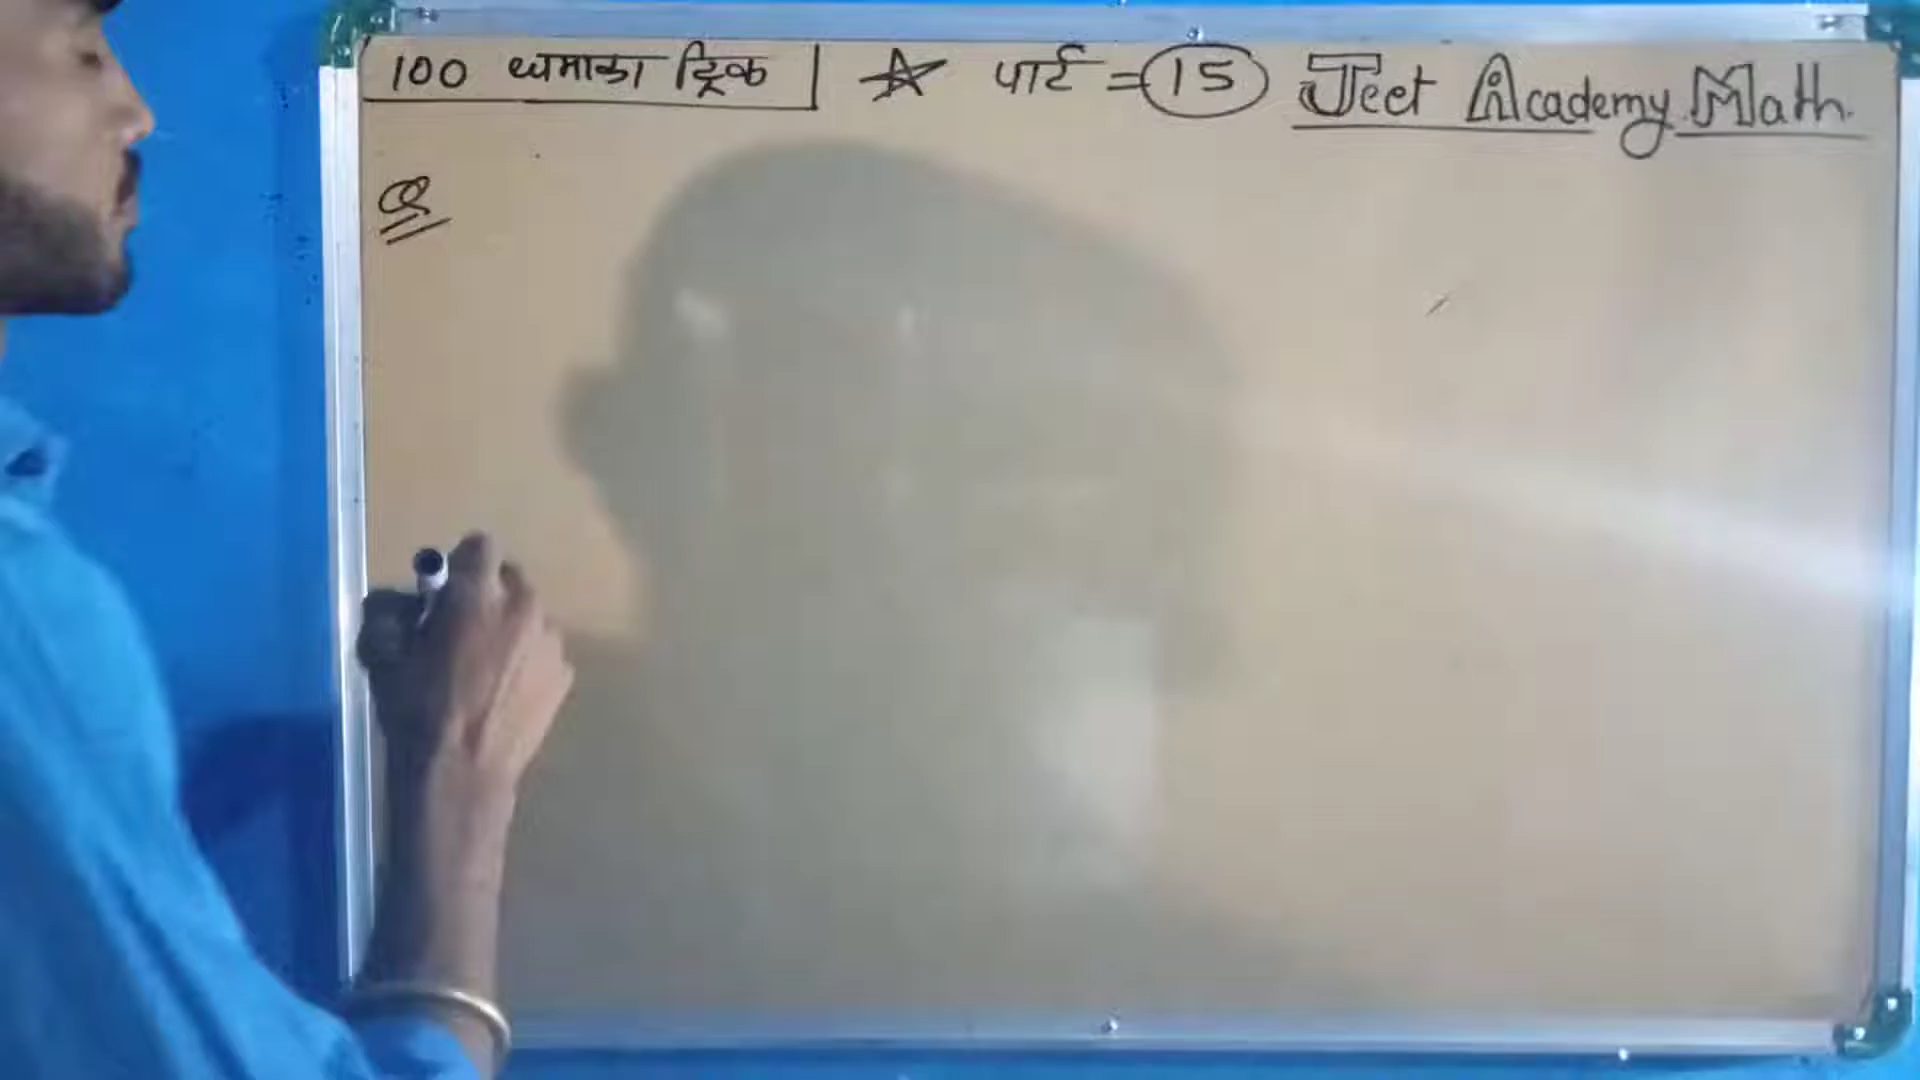 100 धमाका ट्रिक ☆ पार्ट = 15 Jeet Academy Math.
Q